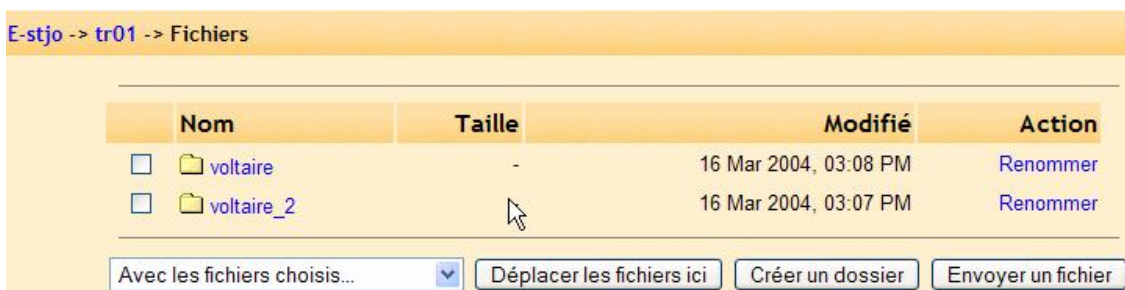 E-stjo -> tr01 -> Fichiers
Nom Taille Modifié Action
voltaire - 16 Mar 2004, 03:08 PM Renommer
voltaire_2 16 Mar 2004, 03:07 PM Renommer
Avec les fichiers choisis... Déplacer les fichiers ici Créer un dossier Envoyer un fichier